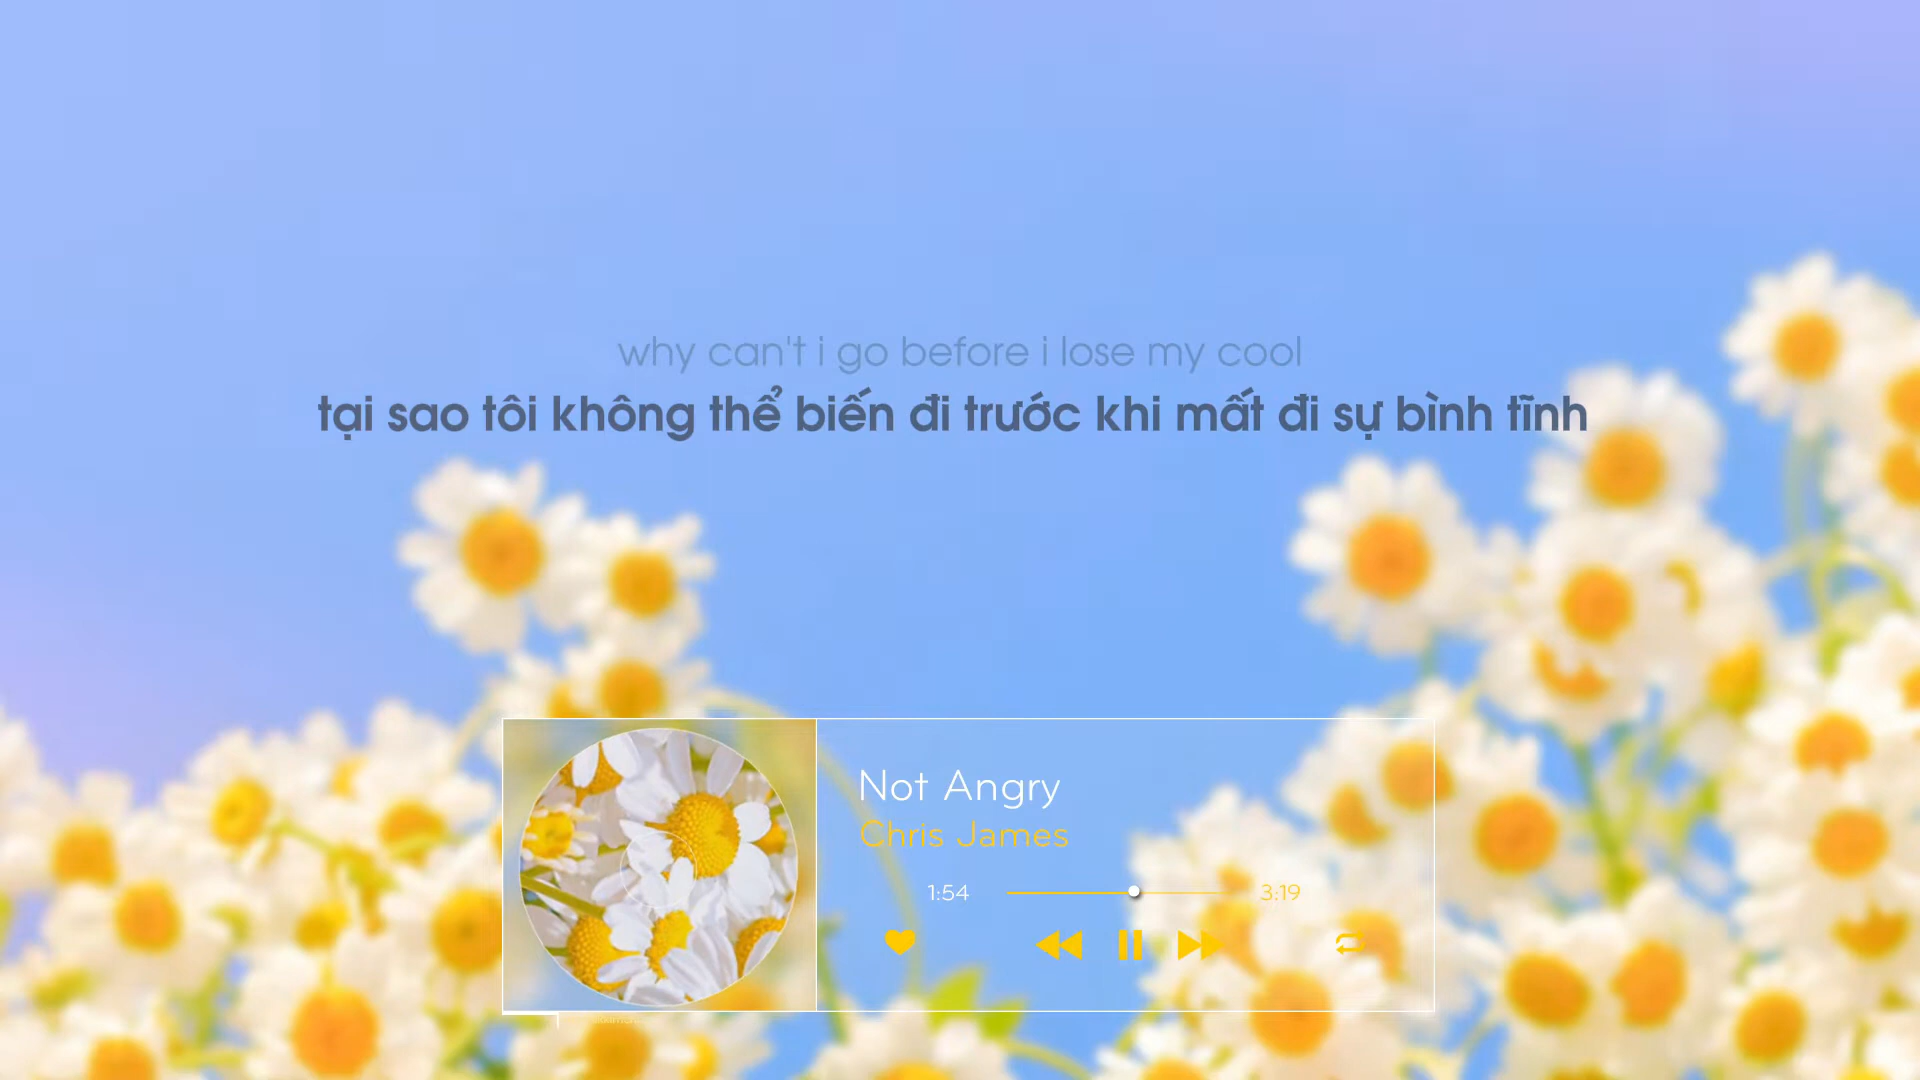 why can't i go before i lose my cool
tại sao tôi không thể biến đi trước khi mất đi sự bình tĩnh
Not Angry
Chris James
1:54 3:19